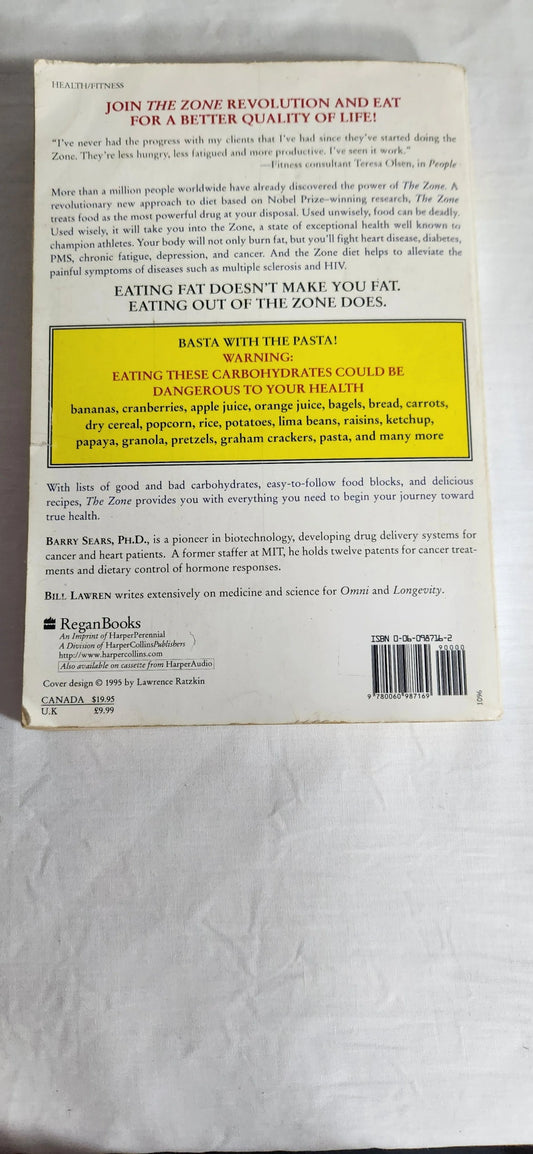 HEALTH/FITNESS
JOIN THE ZONE REVOLUTION AND EAT
FOR A BETTER QUALITY OF LIFE!
"I've never had the progress with my clients that I've had since they've started doing the
Zone. They're less hungry, less fatigued and more productive. I've seen it work."
—Fitness consultant Teresa Olsen, in People
More than a million people worldwide have already discovered the power of The Zone. A
revolutionary new approach to diet based on Nobel Prize–winning research, The Zone
treats food as the most powerful drug at your disposal. Used unwisely, food can be deadly.
Used wisely, it will take you into the Zone, a state of exceptional health well known to
champion athletes. Your body will not only burn fat, but you'll fight heart disease, diabetes,
PMS, chronic fatigue, depression, and cancer. And the Zone diet helps to alleviate the
painful symptoms of diseases such as multiple sclerosis and HIV.
EATING FAT DOESN'T MAKE YOU FAT.
EATING OUT OF THE ZONE DOES.
BASTA WITH THE PASTA!
WARNING:
EATING THESE CARBOHYDRATES COULD BE
DANGEROUS TO YOUR HEALTH
bananas, cranberries, apple juice, orange juice, bagels, bread, carrots,
dry cereal, popcorn, rice, potatoes, lima beans, raisins, ketchup,
papaya, granola, pretzels, graham crackers, pasta, and many more
With lists of good and bad carbohydrates, easy-to-follow food blocks, and delicious
recipes, The Zone provides you with everything you need to begin your journey toward
true health.
BARRY SEARS, PH.D., is a pioneer in biotechnology, developing drug delivery systems for
cancer and heart patients. A former staffer at MIT, he holds twelve patents for cancer treat-
ments and dietary control of hormone responses.
BILL LAWREN writes extensively on medicine and science for Omni and Longevity.
ReganBooks
An Imprint of HarperPerennial
A Division of HarperCollinsPublishers
http://www.harpercollins.com
Also available on cassette from HarperAudio
Cover design © 1995 by Lawrence Ratzkin
CANADA $19.95
U.K £9.99
ISBN 0-06-098716-2
90000
9 780060 987169
1096